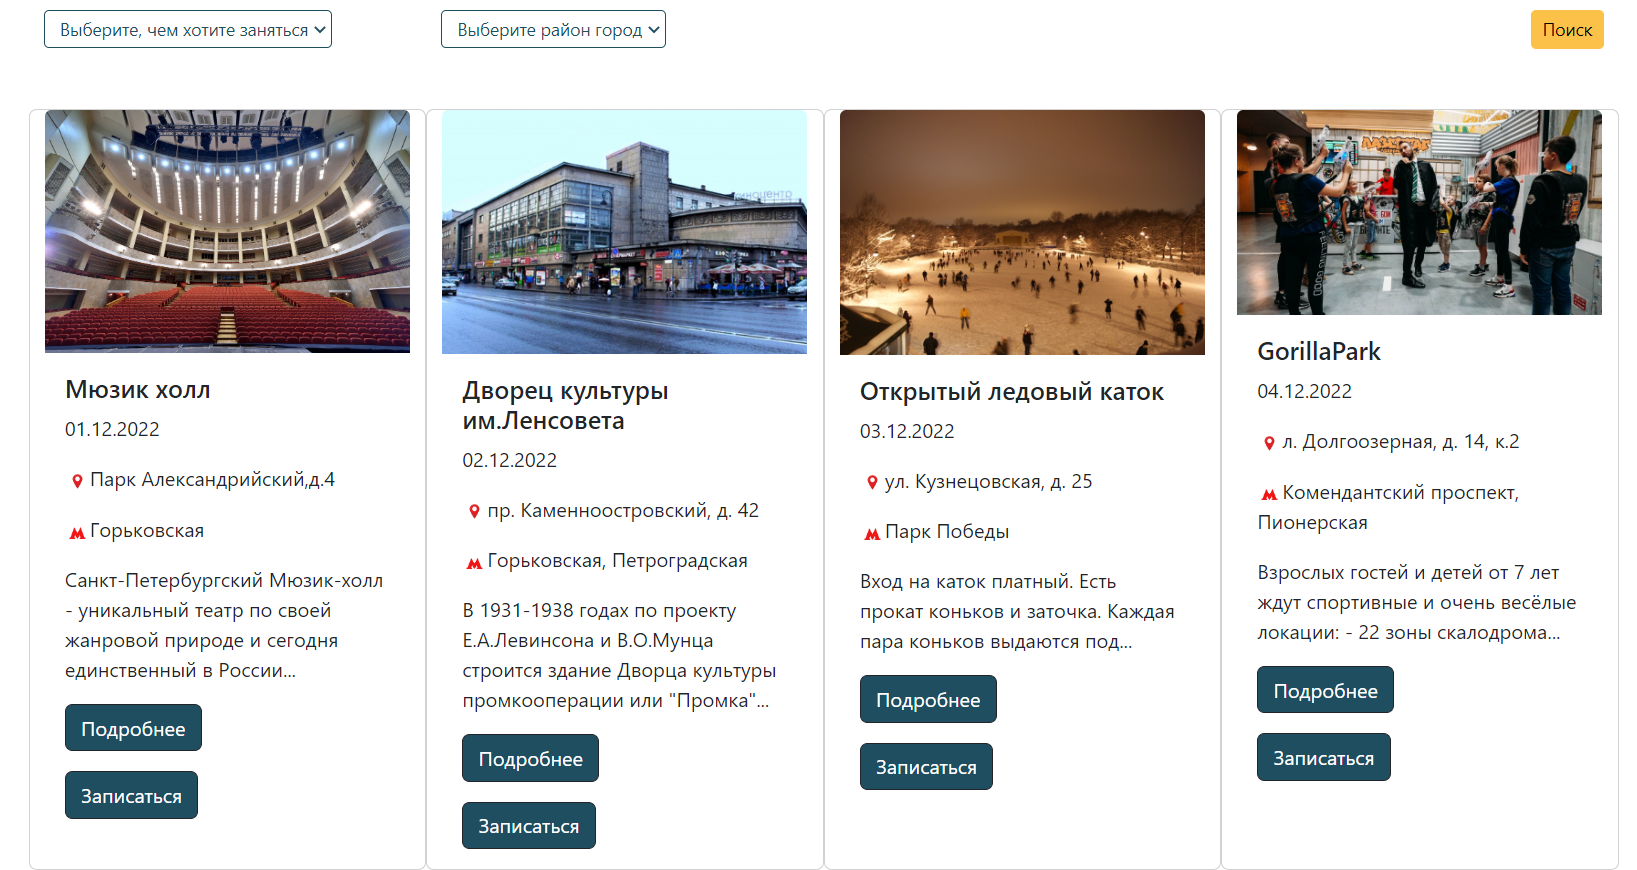 Выберите, чем хотите заняться
Выберите район город
Поиск
Мюзик холл
01.12.2022
Парк Александрийский,д.4
Горьковская
Санкт-Петербургский Мюзик-холл
- уникальный театр по своей
жанровой природе и сегодня
единственный в России...
Подробнее
Записаться
Дворец культуры
им.Ленсовета
02.12.2022
пр. Каменноостровский, д. 42
Горьковская, Петроградская
В 1931-1938 годах по проекту
Е.А.Левинсона и В.О.Мунца
строится здание Дворца культуры
промкооперации или "Промка"...
Подробнее
Записаться
Открытый ледовый каток
03.12.2022
ул. Кузнецовская, д. 25
Парк Победы
Вход на каток платный. Есть
прокат коньков и заточка. Каждая
пара коньков выдаются под...
Подробнее
Записаться
GorillaPark
04.12.2022
л. Долгоозерная, д. 14, к.2
Комендантский проспект,
Пионерская
Взрослых гостей и детей от 7 лет
ждут спортивные и очень весёлые
локации: - 22 зоны скалодрома...
Подробнее
Записаться